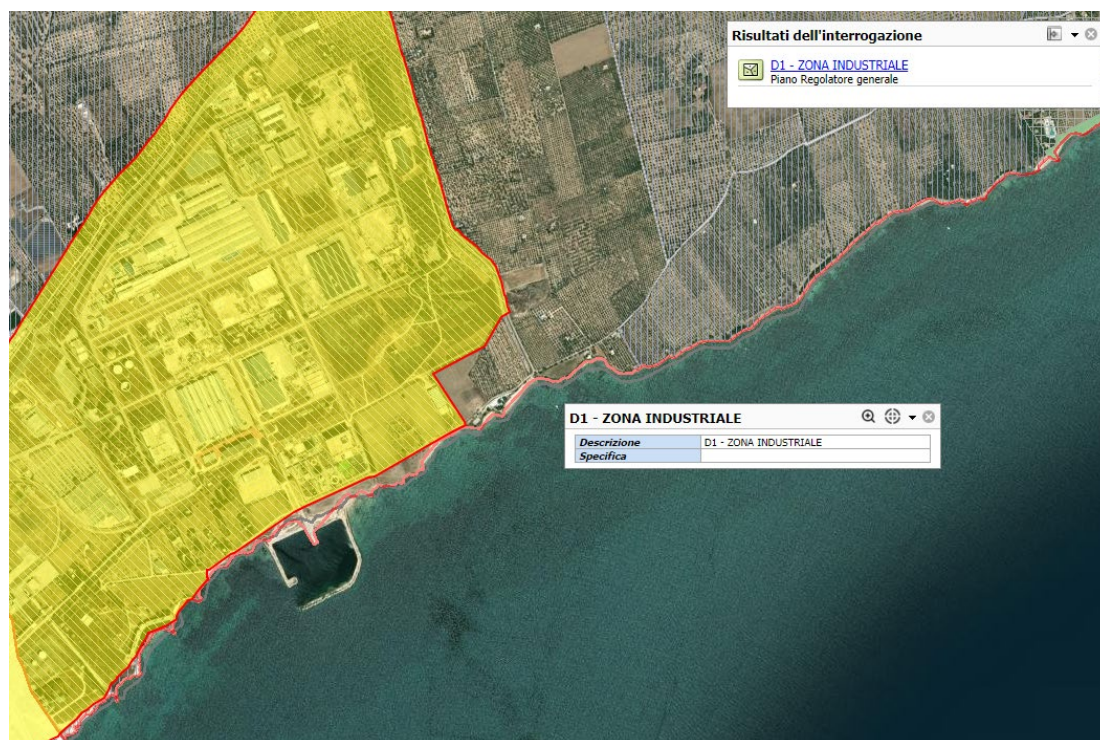 Risultati dell'interrogazione
D1 - ZONA INDUSTRIALE
Piano Regolatore generale
D1 - ZONA INDUSTRIALE
Descrizione D1 - ZONA INDUSTRIALE
Specifica